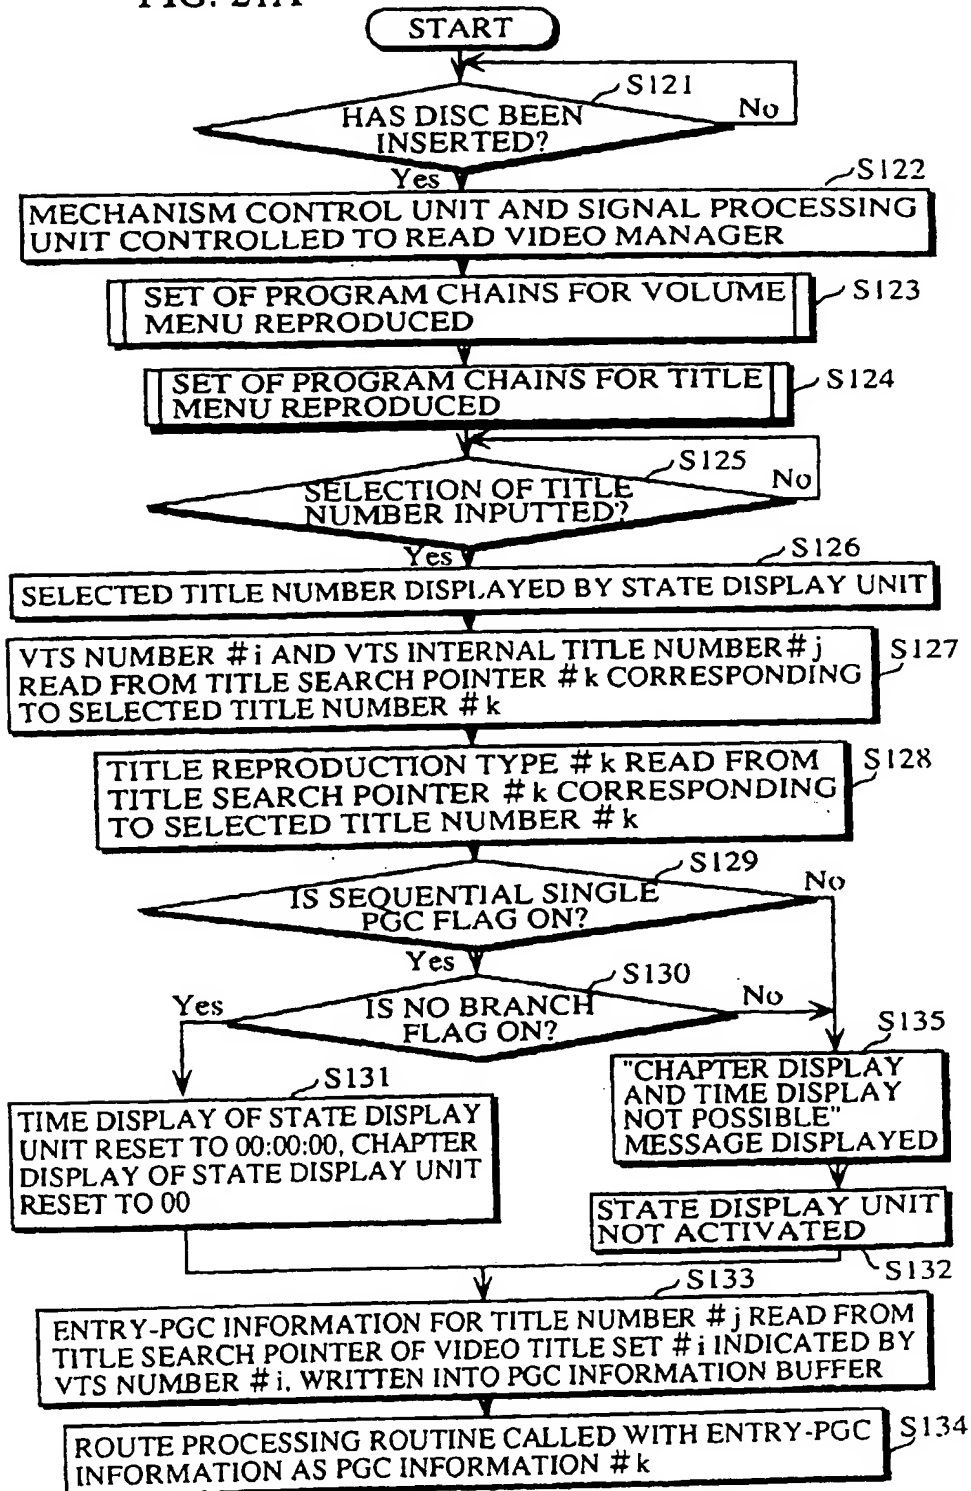 FIG. 21A
START
S121
HAS DISC BEEN
INSERTED?
No
Yes
S122
MECHANISM CONTROL UNIT AND SIGNAL PROCESSING
UNIT CONTROLLED TO READ VIDEO MANAGER
SET OF PROGRAM CHAINS FOR VOLUME
MENU REPRODUCED
S123
SET OF PROGRAM CHAINS FOR TITLE
MENU REPRODUCED
S124
S125
SELECTION OF TITLE
NUMBER INPUTTED?
No
Yes
S126
SELECTED TITLE NUMBER DISPLAYED BY STATE DISPLAY UNIT
VTS NUMBER #i AND VTS INTERNAL TITLE NUMBER #j
READ FROM TITLE SEARCH POINTER #k CORRESPONDING
TO SELECTED TITLE NUMBER #k
S127
TITLE REPRODUCTION TYPE #k READ FROM
TITLE SEARCH POINTER #k CORRESPONDING
TO SELECTED TITLE NUMBER #k
S128
S129
IS SEQUENTIAL SINGLE
PGC FLAG ON?
No
Yes
S130
IS NO BRANCH
FLAG ON?
Yes
No
S135
"CHAPTER DISPLAY
AND TIME DISPLAY
NOT POSSIBLE"
MESSAGE DISPLAYED
S131
TIME DISPLAY OF STATE DISPLAY
UNIT RESET TO 00:00:00, CHAPTER
DISPLAY OF STATE DISPLAY UNIT
RESET TO 00
STATE DISPLAY UNIT
NOT ACTIVATED
S132
S133
ENTRY-PGC INFORMATION FOR TITLE NUMBER #j READ FROM
TITLE SEARCH POINTER OF VIDEO TITLE SET #i INDICATED BY
VTS NUMBER #i, WRITTEN INTO PGC INFORMATION BUFFER
ROUTE PROCESSING ROUTINE CALLED WITH ENTRY-PGC
INFORMATION AS PGC INFORMATION #k
S134